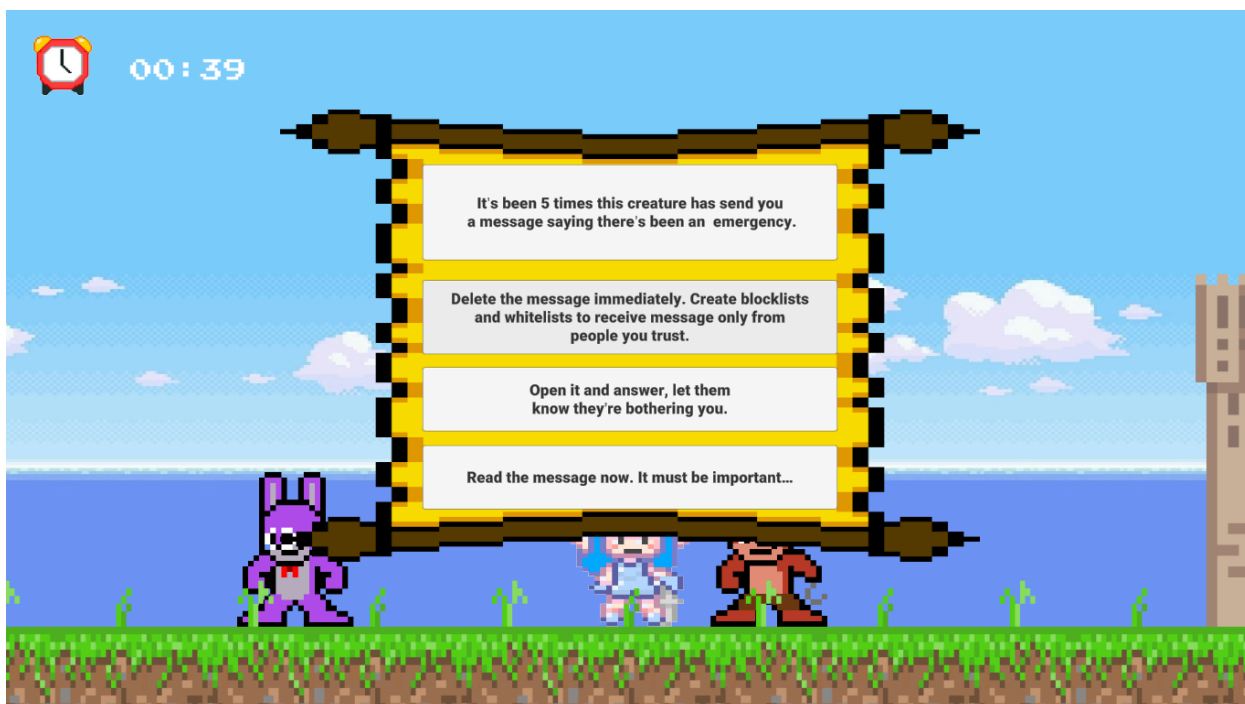 00:39
It's been 5 times this creature has send you
a message saying there's been an emergency.
Delete the message immediately. Create blocklists
and whitelists to receive message only from
people you trust.
Open it and answer, let them
know they're bothering you.
Read the message now. It must be important…